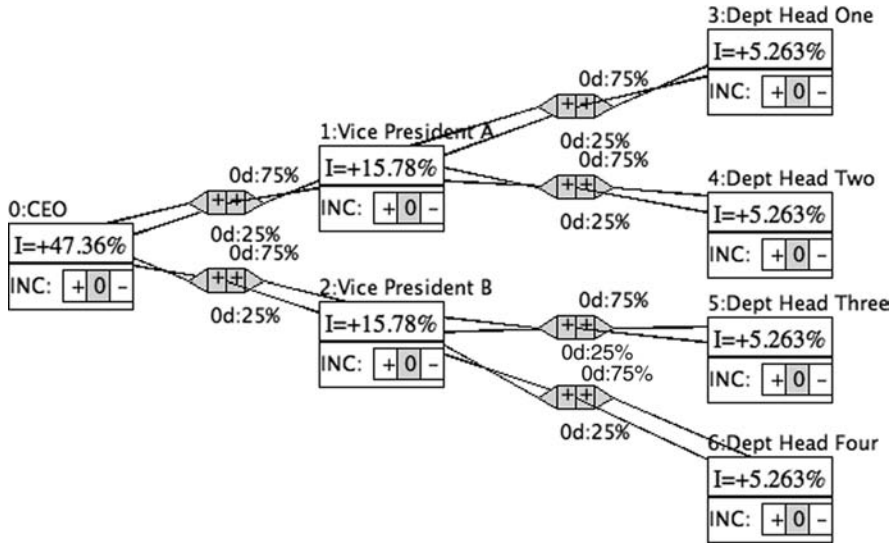 3:Dept Head One
I=+5.263%
INC: + 0 −
0d:75%
+ +
0d:25%
1:Vice President A
I=+15.78%
INC: + 0 −
0d:75%
+ +
0d:25%
4:Dept Head Two
I=+5.263%
INC: + 0 −
0d:75%
+ +
0d:25%
0:CEO
I=+47.36%
INC: + 0 −
0d:75%
+ +
0d:25%
2:Vice President B
I=+15.78%
INC: + 0 −
0d:75%
+ +
0d:25%
5:Dept Head Three
I=+5.263%
INC: + 0 −
0d:75%
+ +
0d:25%
6:Dept Head Four
I=+5.263%
INC: + 0 −